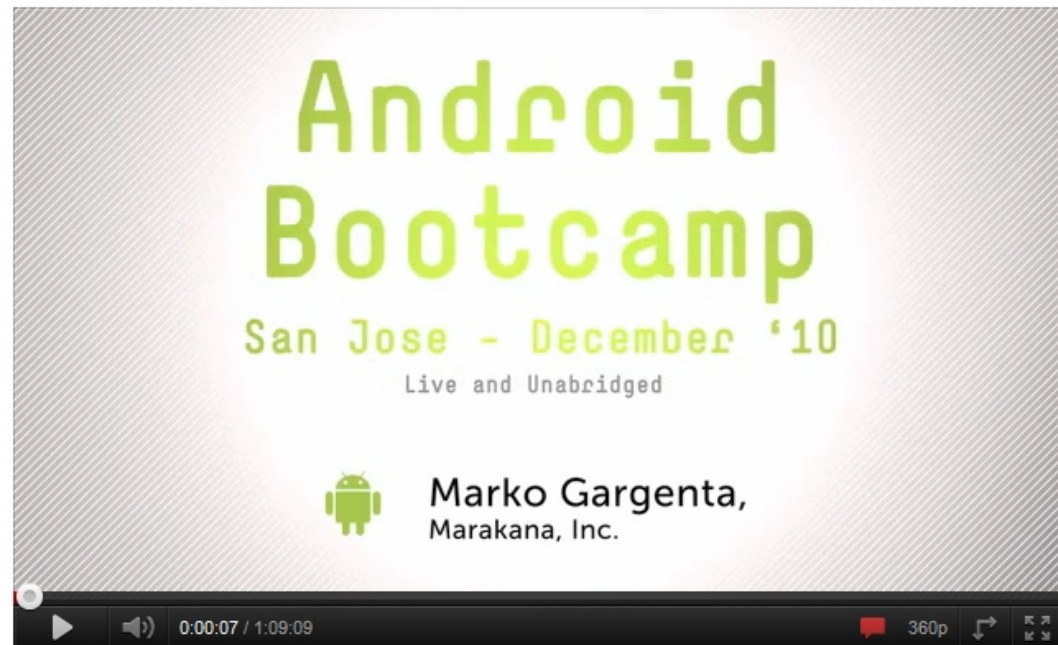 Android
Bootcamp
San Jose - December ‘10
Live and Unabridged
Marko Gargenta,
Marakana, Inc.
0:00:07 / 1:09:09
360p